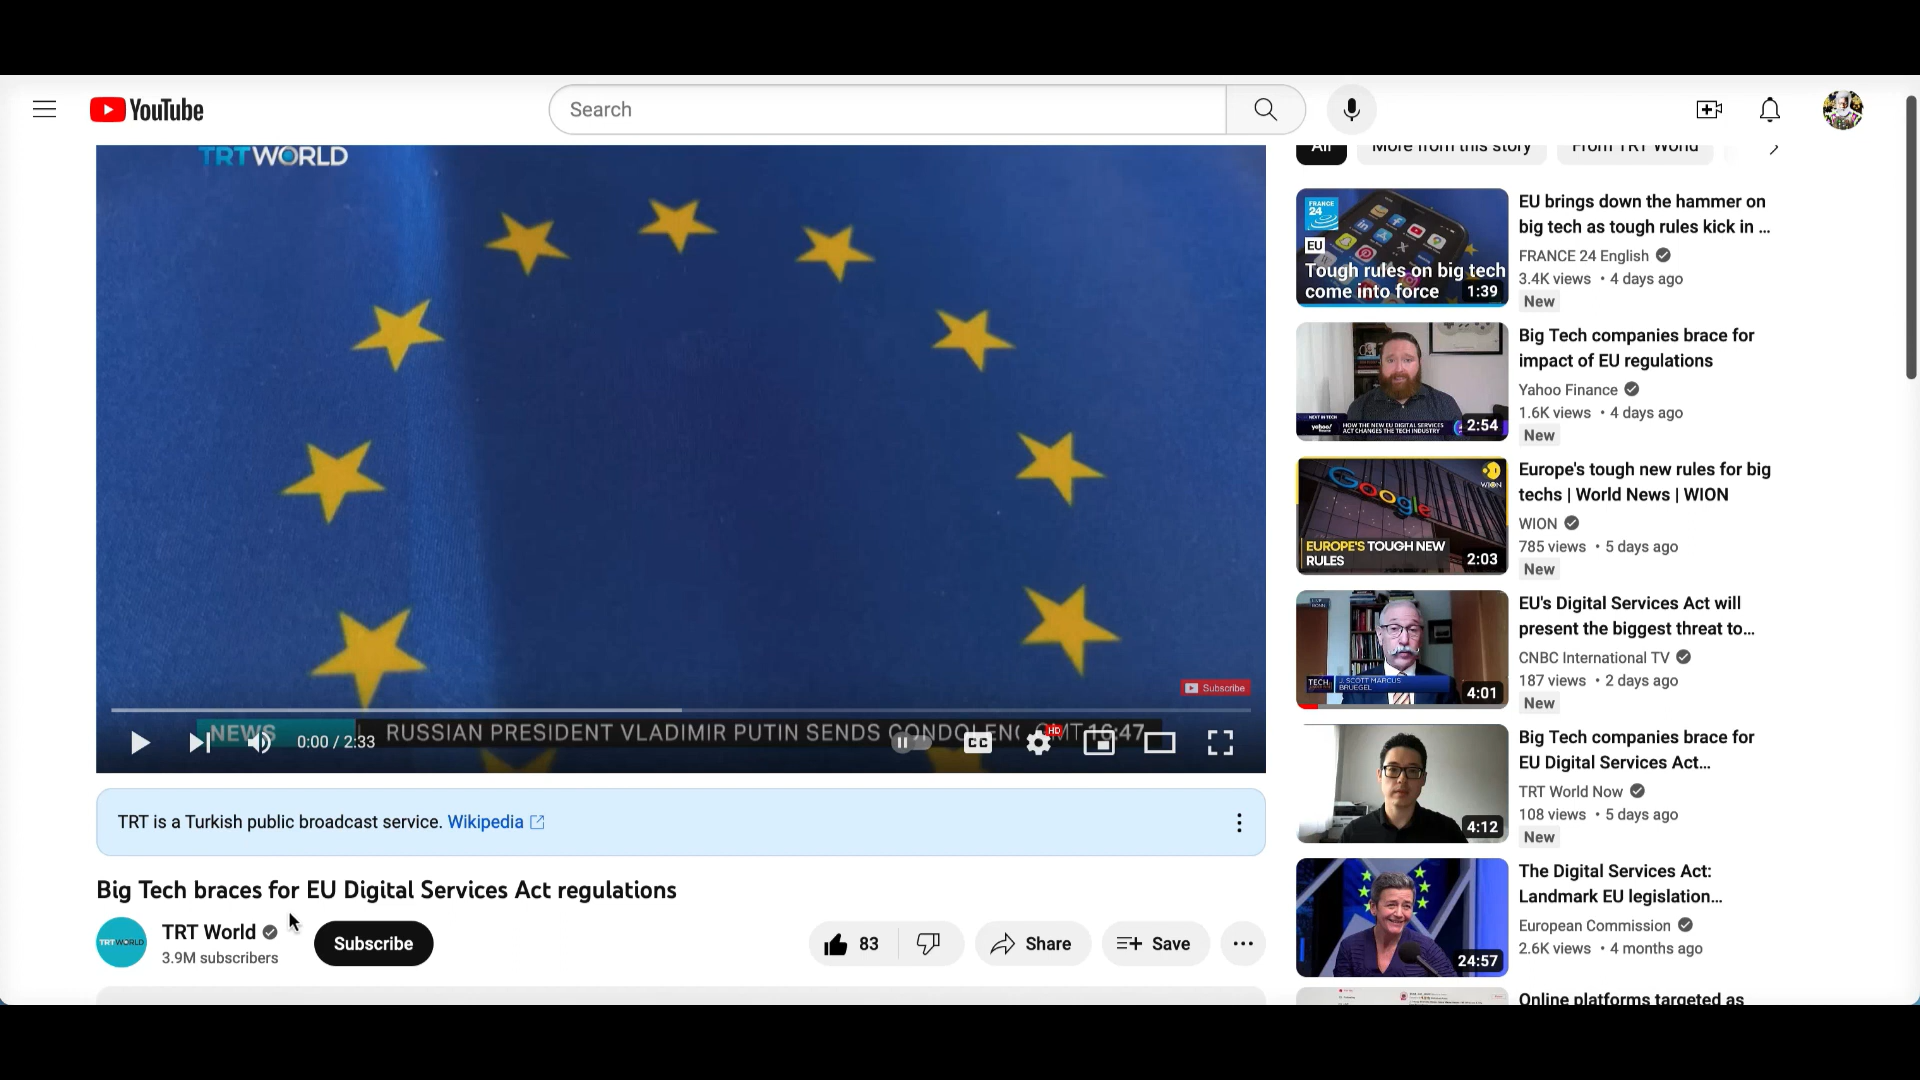 YouTube
Search
TRT WORLD
Subscribe
NEWS
RUSSIAN PRESIDENT VLADIMIR PUTIN SENDS CONDOLENC
GMT 16:47
0:00 / 2:33
CC
HD
TRT is a Turkish public broadcast service. Wikipedia
Big Tech braces for EU Digital Services Act regulations
TRT WORLD
TRT World
3.9M subscribers
Subscribe
83
Share
Save
All
More from this story
From TRT World
FRANCE
24
EU
Tough rules on big tech
come into force
1:39
EU brings down the hammer on
big tech as tough rules kick in ...
FRANCE 24 English
3.4K views • 4 days ago
New
NEXT IN TECH
yahoo!
HOW THE NEW EU DIGITAL SERVICES
ACT CHANGES THE TECH INDUSTRY
2:54
Big Tech companies brace for
impact of EU regulations
Yahoo Finance
1.6K views • 4 days ago
New
Google
WION
EUROPE'S TOUGH NEW
RULES
2:03
Europe's tough new rules for big
techs | World News | WION
WION
785 views • 5 days ago
New
TECH
J. SCOTT MARCUS
BRUEGEL
4:01
EU's Digital Services Act will
present the biggest threat to...
CNBC International TV
187 views • 2 days ago
New
4:12
Big Tech companies brace for
EU Digital Services Act...
TRT World Now
108 views • 5 days ago
New
24:57
The Digital Services Act:
Landmark EU legislation...
European Commission
2.6K views • 4 months ago
Online platforms targeted as